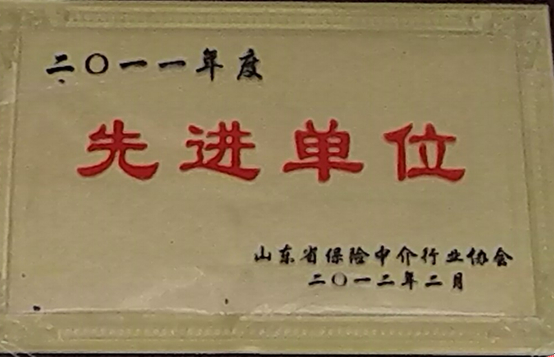 二〇一一年度
先进单位
山东省保险中介行业协会
二〇一二年二月